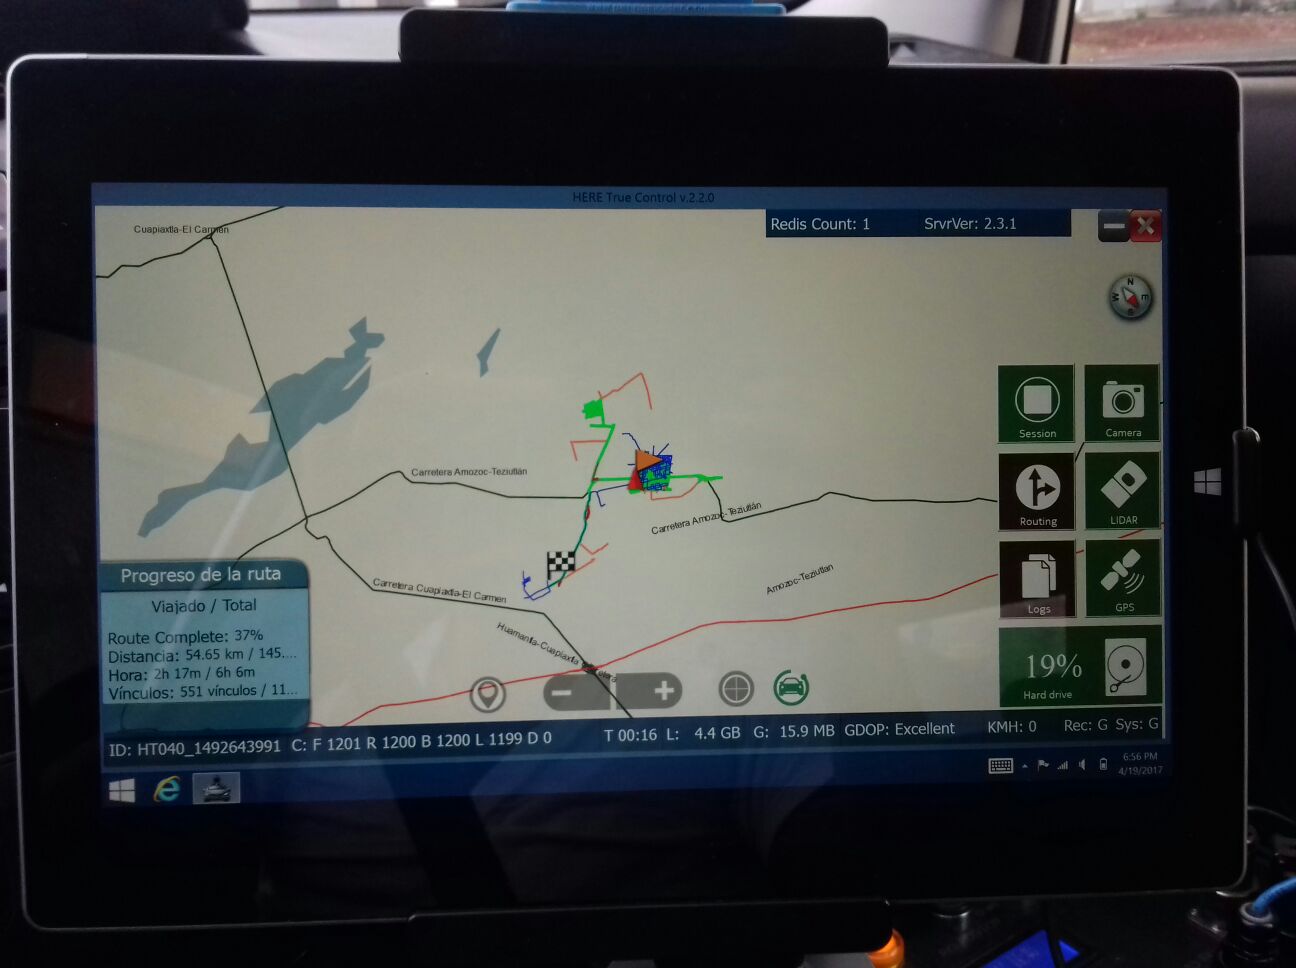 HERE True Control v.2.2.0
Redis Count: 1 SrvrVer: 2.3.1
Cuapiaxtla-El Carmen
N
W E
S
Session Camera
Carretera Amozoc-Teziutlán
Carretera Amozoc-Teziutlán
Routing LIDAR
Amozoc-Teziutlan
Carretera Cuapiaxtla-El Carmen
Huamantla-Cuapiaxtla
Logs GPS
19%
Hard drive
Progreso de la ruta
Viajado / Total
Route Complete: 37%
Distancia: 54.65 km / 145....
Hora: 2h 17m / 6h 6m
Vínculos: 551 vínculos / 11...
ID: HT040_1492643991 C: F 1201 R 1200 B 1200 L 1199 D 0 T 00:16 L: 4.4 GB G: 15.9 MB GDOP: Excellent KMH: 0 Rec: G Sys: G
6:56 PM
4/19/2017